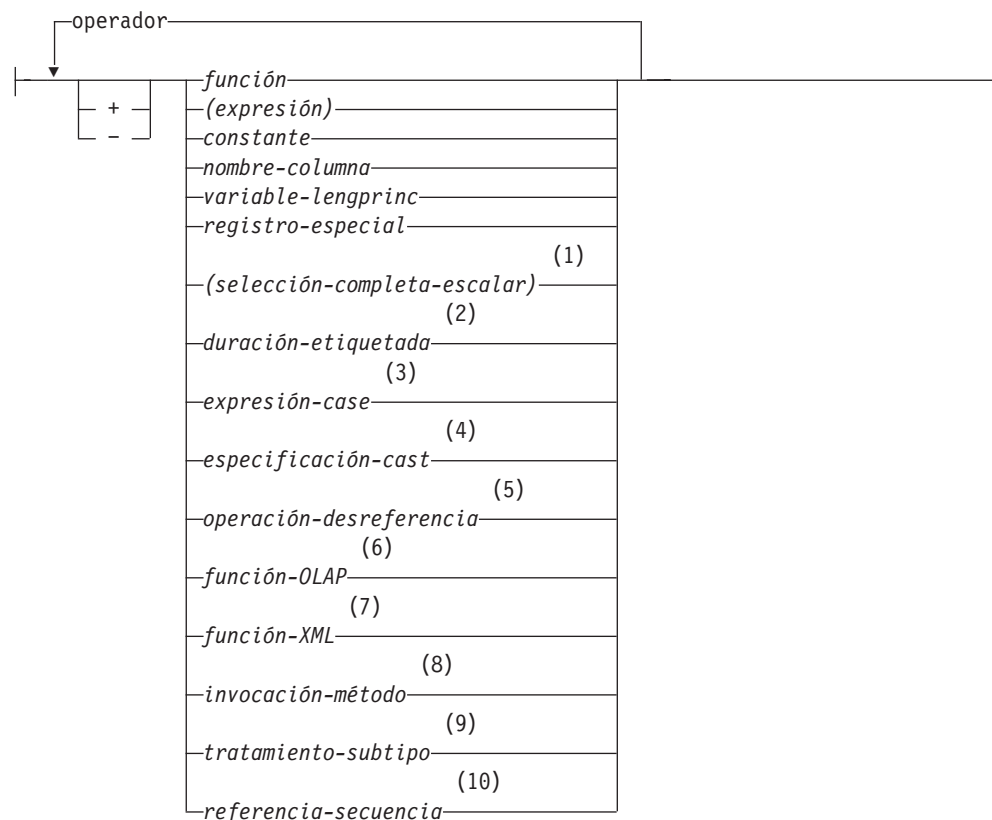 operador
función
+
(expresión)
−
constante
nombre-columna
variable-lengprinc
registro-especial
(1)
(selección-completa-escalar)
(2)
duración-etiquetada
(3)
expresión-case
(4)
especificación-cast
(5)
operación-desreferencia
(6)
función-OLAP
(7)
función-XML
(8)
invocación-método
(9)
tratamiento-subtipo
(10)
referencia-secuencia